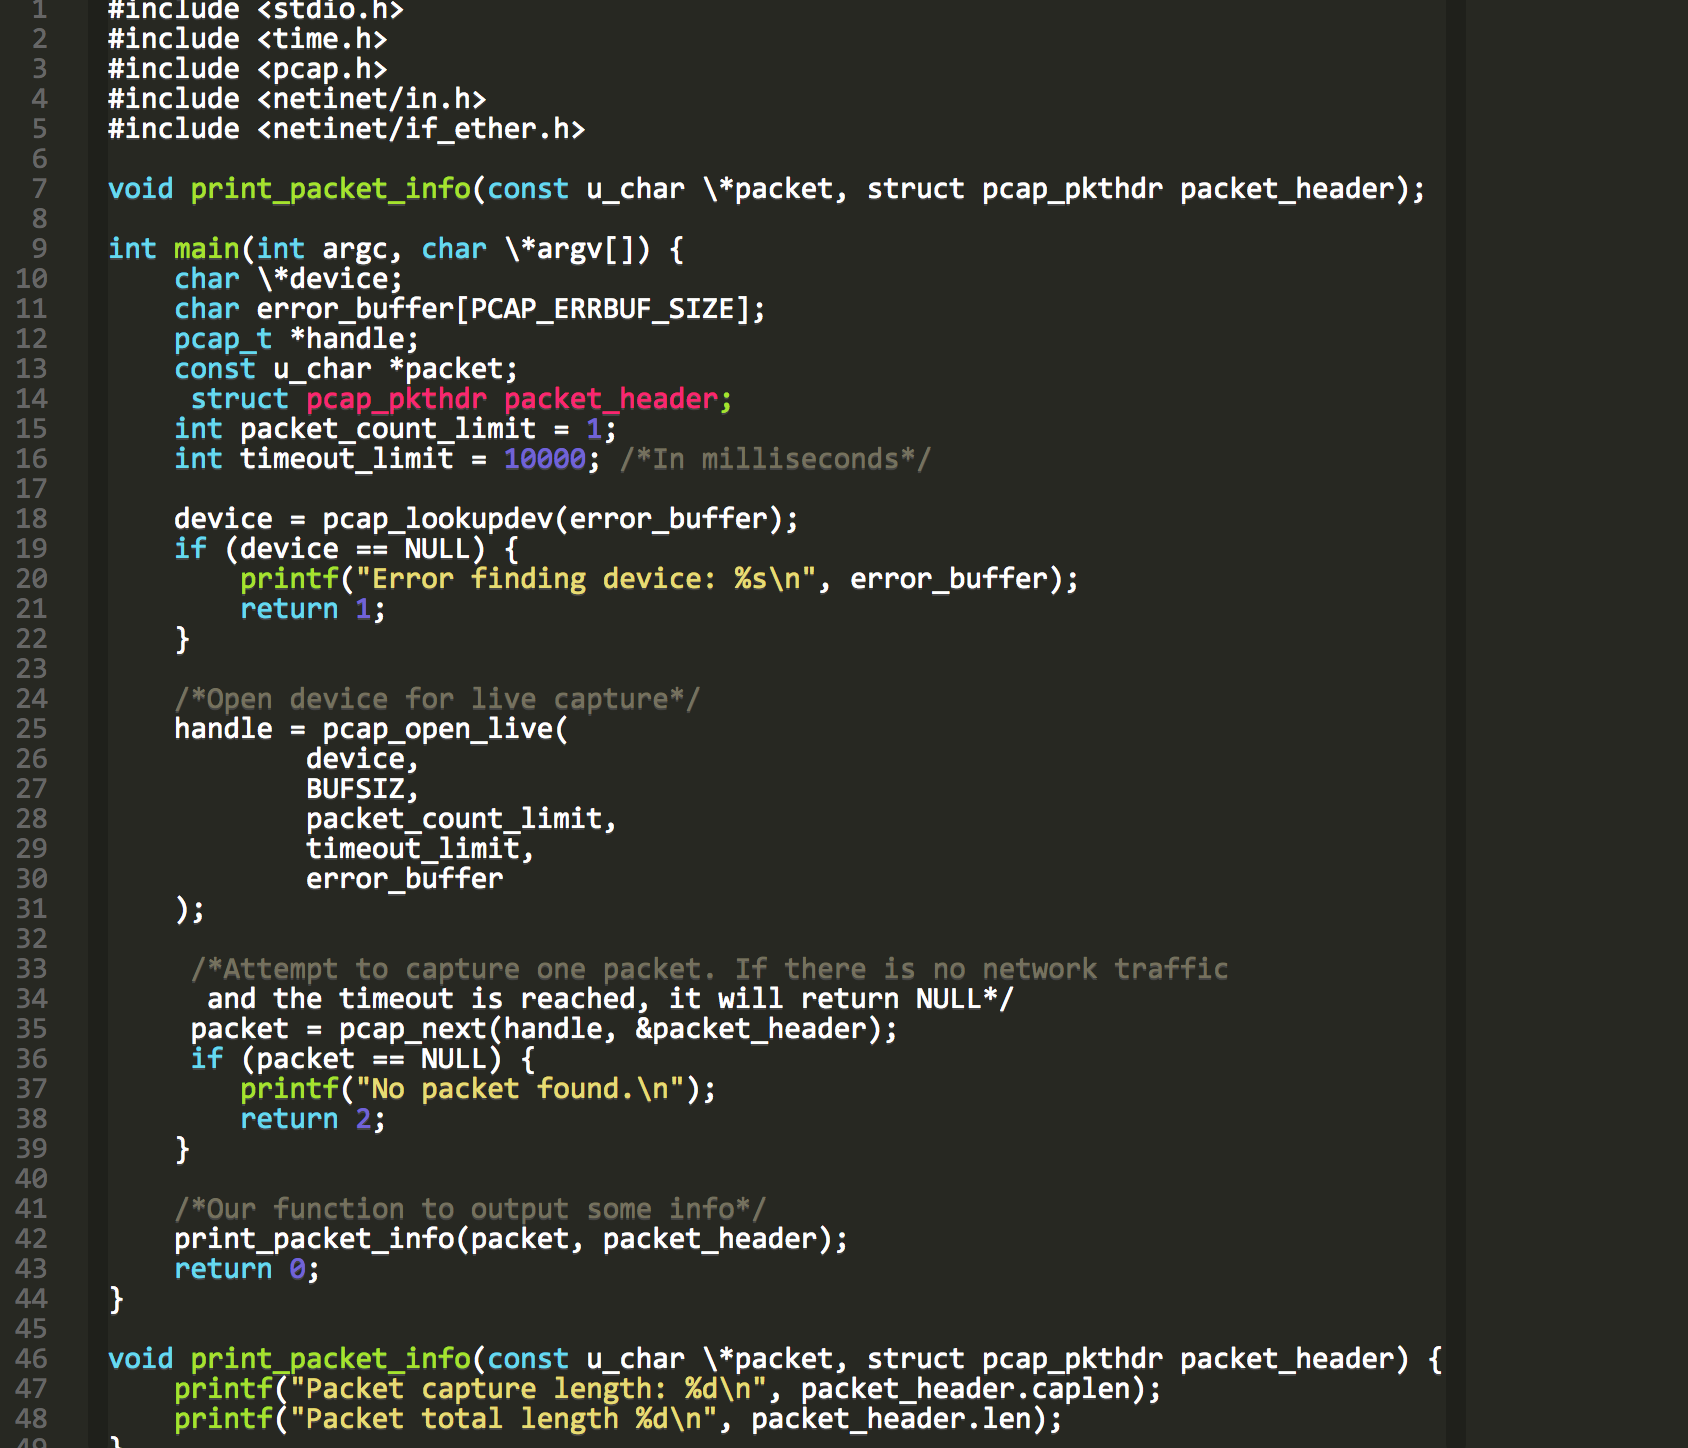 1 #include <stdio.h>
2 #include <time.h>
3 #include <pcap.h>
4 #include <netinet/in.h>
5 #include <netinet/if_ether.h>
6
7 void print_packet_info(const u_char \*packet, struct pcap_pkthdr packet_header);
8
9 int main(int argc, char \*argv[]) {
10     char \*device;
11     char error_buffer[PCAP_ERRBUF_SIZE];
12     pcap_t *handle;
13     const u_char *packet;
14      struct pcap_pkthdr packet_header;
15     int packet_count_limit = 1;
16     int timeout_limit = 10000; /*In milliseconds*/
17
18     device = pcap_lookupdev(error_buffer);
19     if (device == NULL) {
20         printf("Error finding device: %s\n", error_buffer);
21         return 1;
22     }
23
24     /*Open device for live capture*/
25     handle = pcap_open_live(
26             device,
27             BUFSIZ,
28             packet_count_limit,
29             timeout_limit,
30             error_buffer
31     );
32
33      /*Attempt to capture one packet. If there is no network traffic
34       and the timeout is reached, it will return NULL*/
35      packet = pcap_next(handle, &packet_header);
36      if (packet == NULL) {
37         printf("No packet found.\n");
38         return 2;
39     }
40
41     /*Our function to output some info*/
42     print_packet_info(packet, packet_header);
43     return 0;
44 }
45
46 void print_packet_info(const u_char \*packet, struct pcap_pkthdr packet_header) {
47     printf("Packet capture length: %d\n", packet_header.caplen);
48     printf("Packet total length %d\n", packet_header.len);
49 }